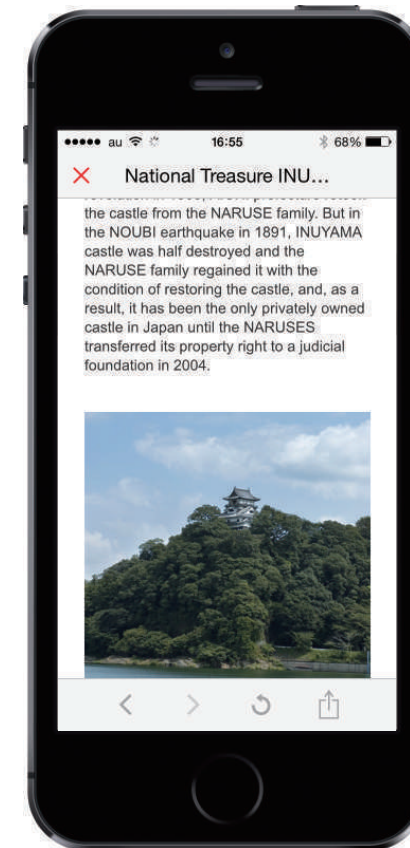 au 16:55 68%
National Treasure INU...
the castle from the NARUSE family. But in
the NOUBI earthquake in 1891, INUYAMA
castle was half destroyed and the
NARUSE family regained it with the
condition of restoring the castle, and, as a
result, it has been the only privately owned
castle in Japan until the NARUSES
transferred its property right to a judicial
foundation in 2004.